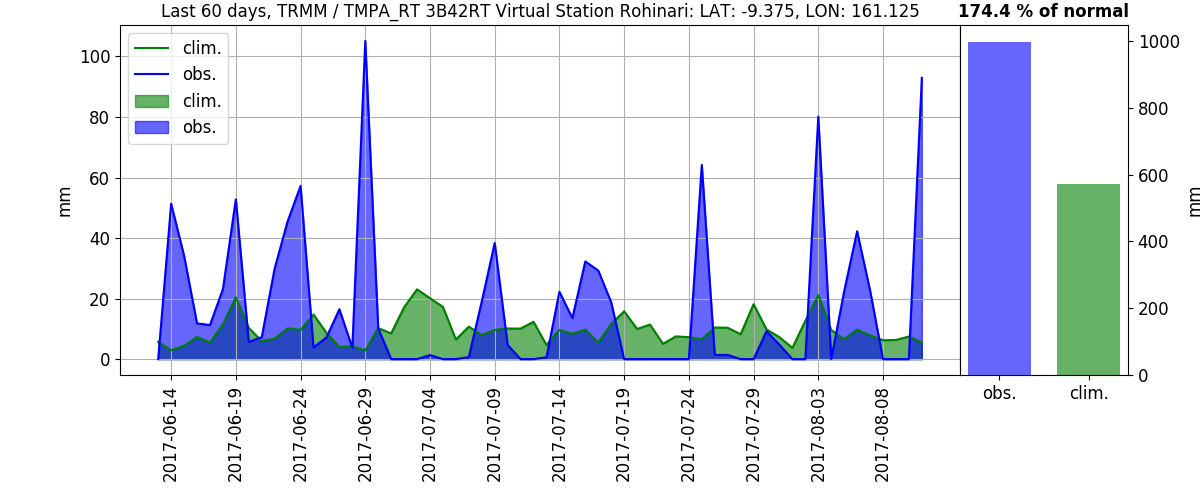 Last 60 days, TRMM / TMPA_RT 3B42RT Virtual Station Rohinari: LAT: -9.375, LON: 161.125
174.4 % of normal
clim.
obs.
clim.
obs.
mm
100
80
60
40
20
0
2017-06-14
2017-06-19
2017-06-24
2017-06-29
2017-07-04
2017-07-09
2017-07-14
2017-07-19
2017-07-24
2017-07-29
2017-08-03
2017-08-08
1000
800
600
400
200
0
mm
obs.
clim.